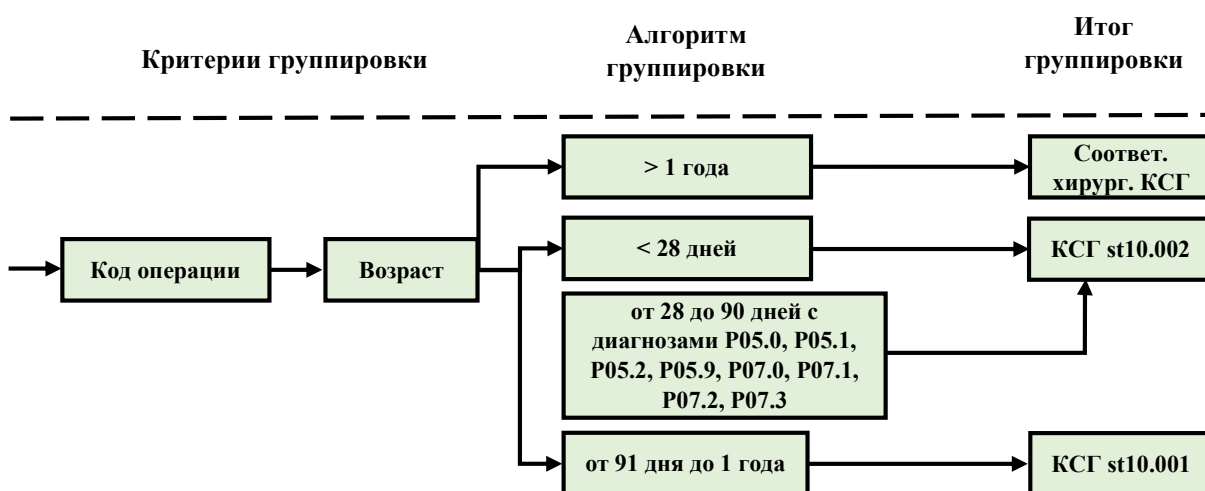 Критерии группировки
Алгоритм
группировки
Итог
группировки
> 1 года
Соответ.
хирург. КСГ
Код операции
Возраст
< 28 дней
КСГ st10.002
от 28 до 90 дней с
диагнозами P05.0, P05.1,
P05.2, P05.9, P07.0, P07.1,
P07.2, P07.3
от 91 дня до 1 года
КСГ st10.001